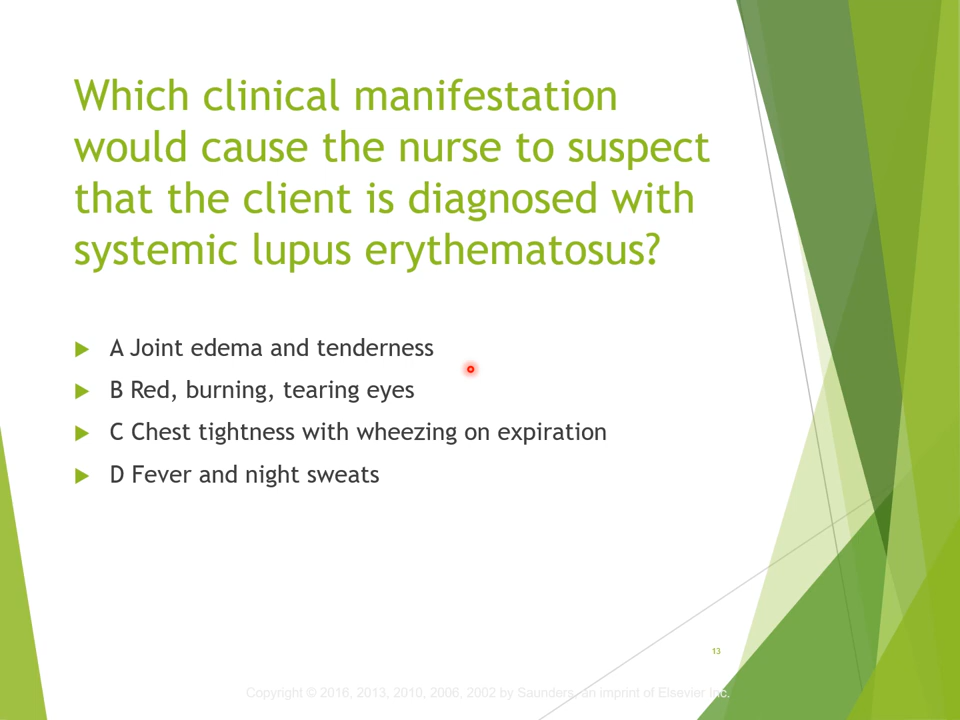 Which clinical manifestation
would cause the nurse to suspect
that the client is diagnosed with
systemic lupus erythematosus?
A Joint edema and tenderness
B Red, burning, tearing eyes
C Chest tightness with wheezing on expiration
D Fever and night sweats
13
Copyright © 2016, 2013, 2010, 2006, 2002 by Saunders, an imprint of Elsevier Inc.